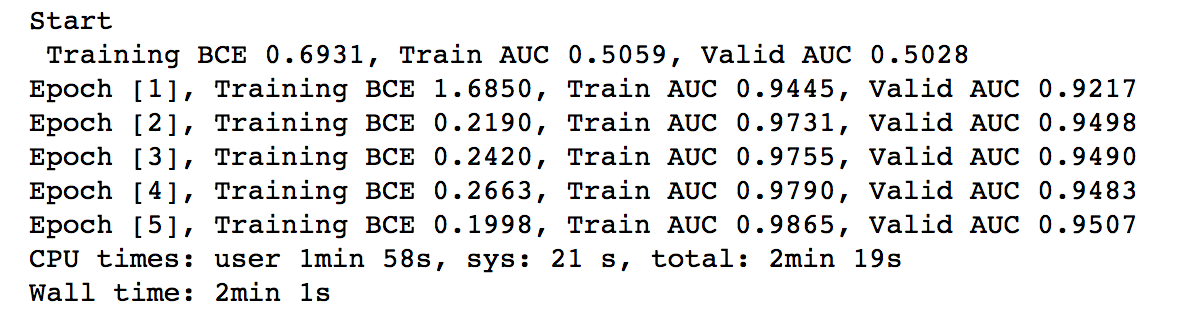 Start
Training BCE 0.6931, Train AUC 0.5059, Valid AUC 0.5028
Epoch [1], Training BCE 1.6850, Train AUC 0.9445, Valid AUC 0.9217
Epoch [2], Training BCE 0.2190, Train AUC 0.9731, Valid AUC 0.9498
Epoch [3], Training BCE 0.2420, Train AUC 0.9755, Valid AUC 0.9490
Epoch [4], Training BCE 0.2663, Train AUC 0.9790, Valid AUC 0.9483
Epoch [5], Training BCE 0.1998, Train AUC 0.9865, Valid AUC 0.9507
CPU times: user 1min 58s, sys: 21 s, total: 2min 19s
Wall time: 2min 1s